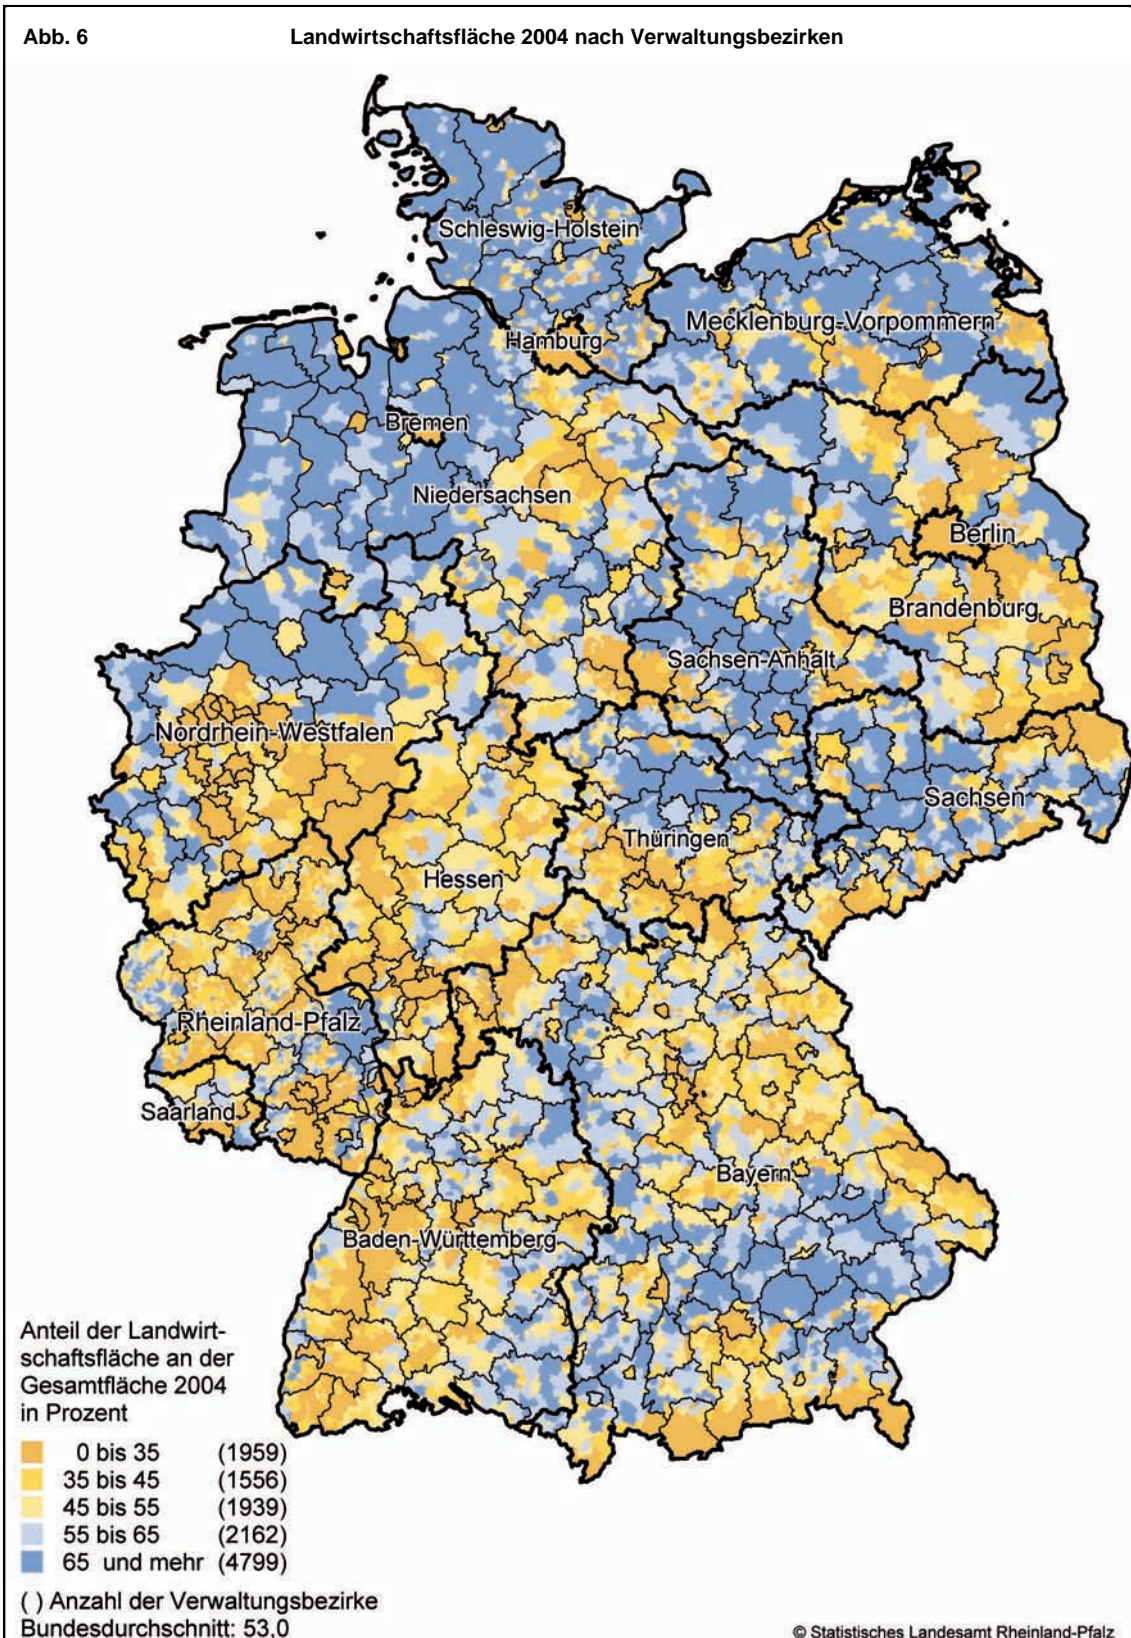 Abb. 6 Landwirtschaftsfläche 2004 nach Verwaltungsbezirken
Schleswig-Holstein
Mecklenburg-Vorpommern
Hamburg
Bremen
Niedersachsen
Berlin
Brandenburg
Sachsen-Anhalt
Nordrhein-Westfalen
Sachsen
Thüringen
Hessen
Rheinland-Pfalz
Saarland
Bayern
Baden-Württemberg
Anteil der Landwirt-
schaftsfläche an der
Gesamtfläche 2004
in Prozent
0 bis 35 (1959)
35 bis 45 (1556)
45 bis 55 (1939)
55 bis 65 (2162)
65 und mehr (4799)
( ) Anzahl der Verwaltungsbezirke
Bundesdurchschnitt: 53,0
© Statistisches Landesamt Rheinland-Pfalz